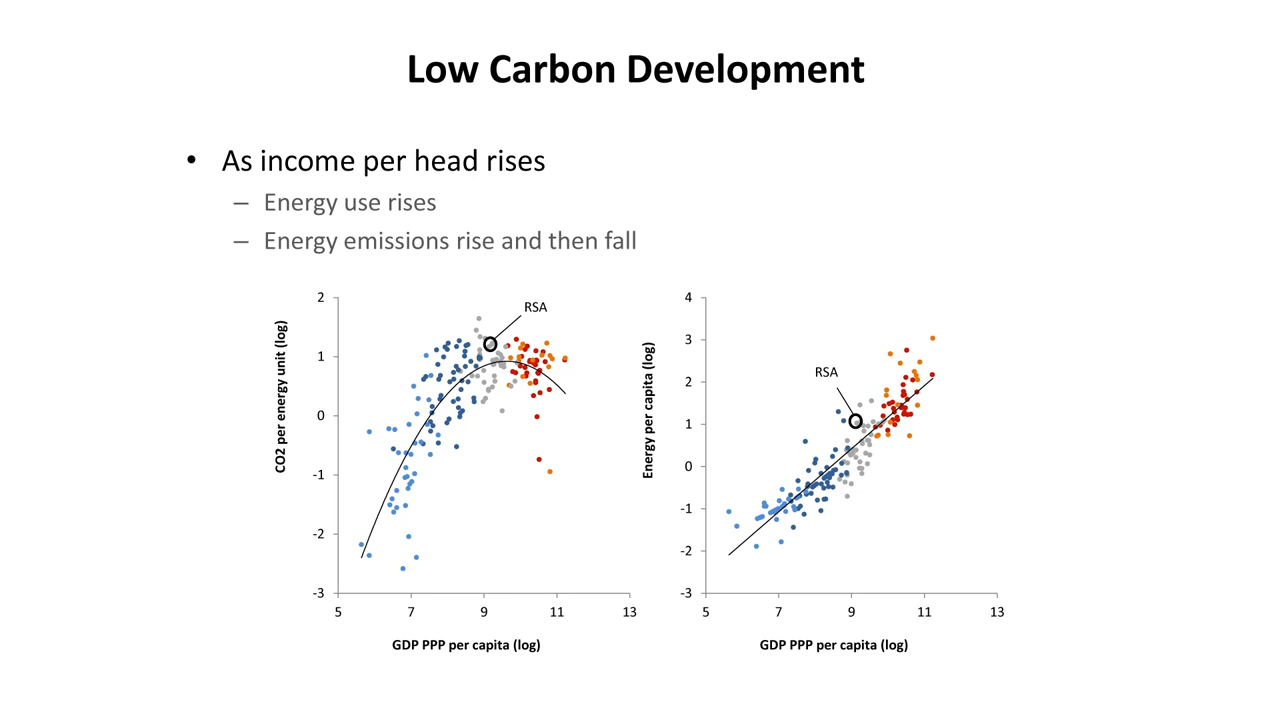 Low Carbon Development
• As income per head rises
– Energy use rises
– Energy emissions rise and then fall
CO2 per energy unit (log)
2
1
0
-1
-2
-3
RSA
5 7 9 11 13
GDP PPP per capita (log)
Energy per capita (log)
4
3
2
1
0
-1
-2
-3
RSA
5 7 9 11 13
GDP PPP per capita (log)